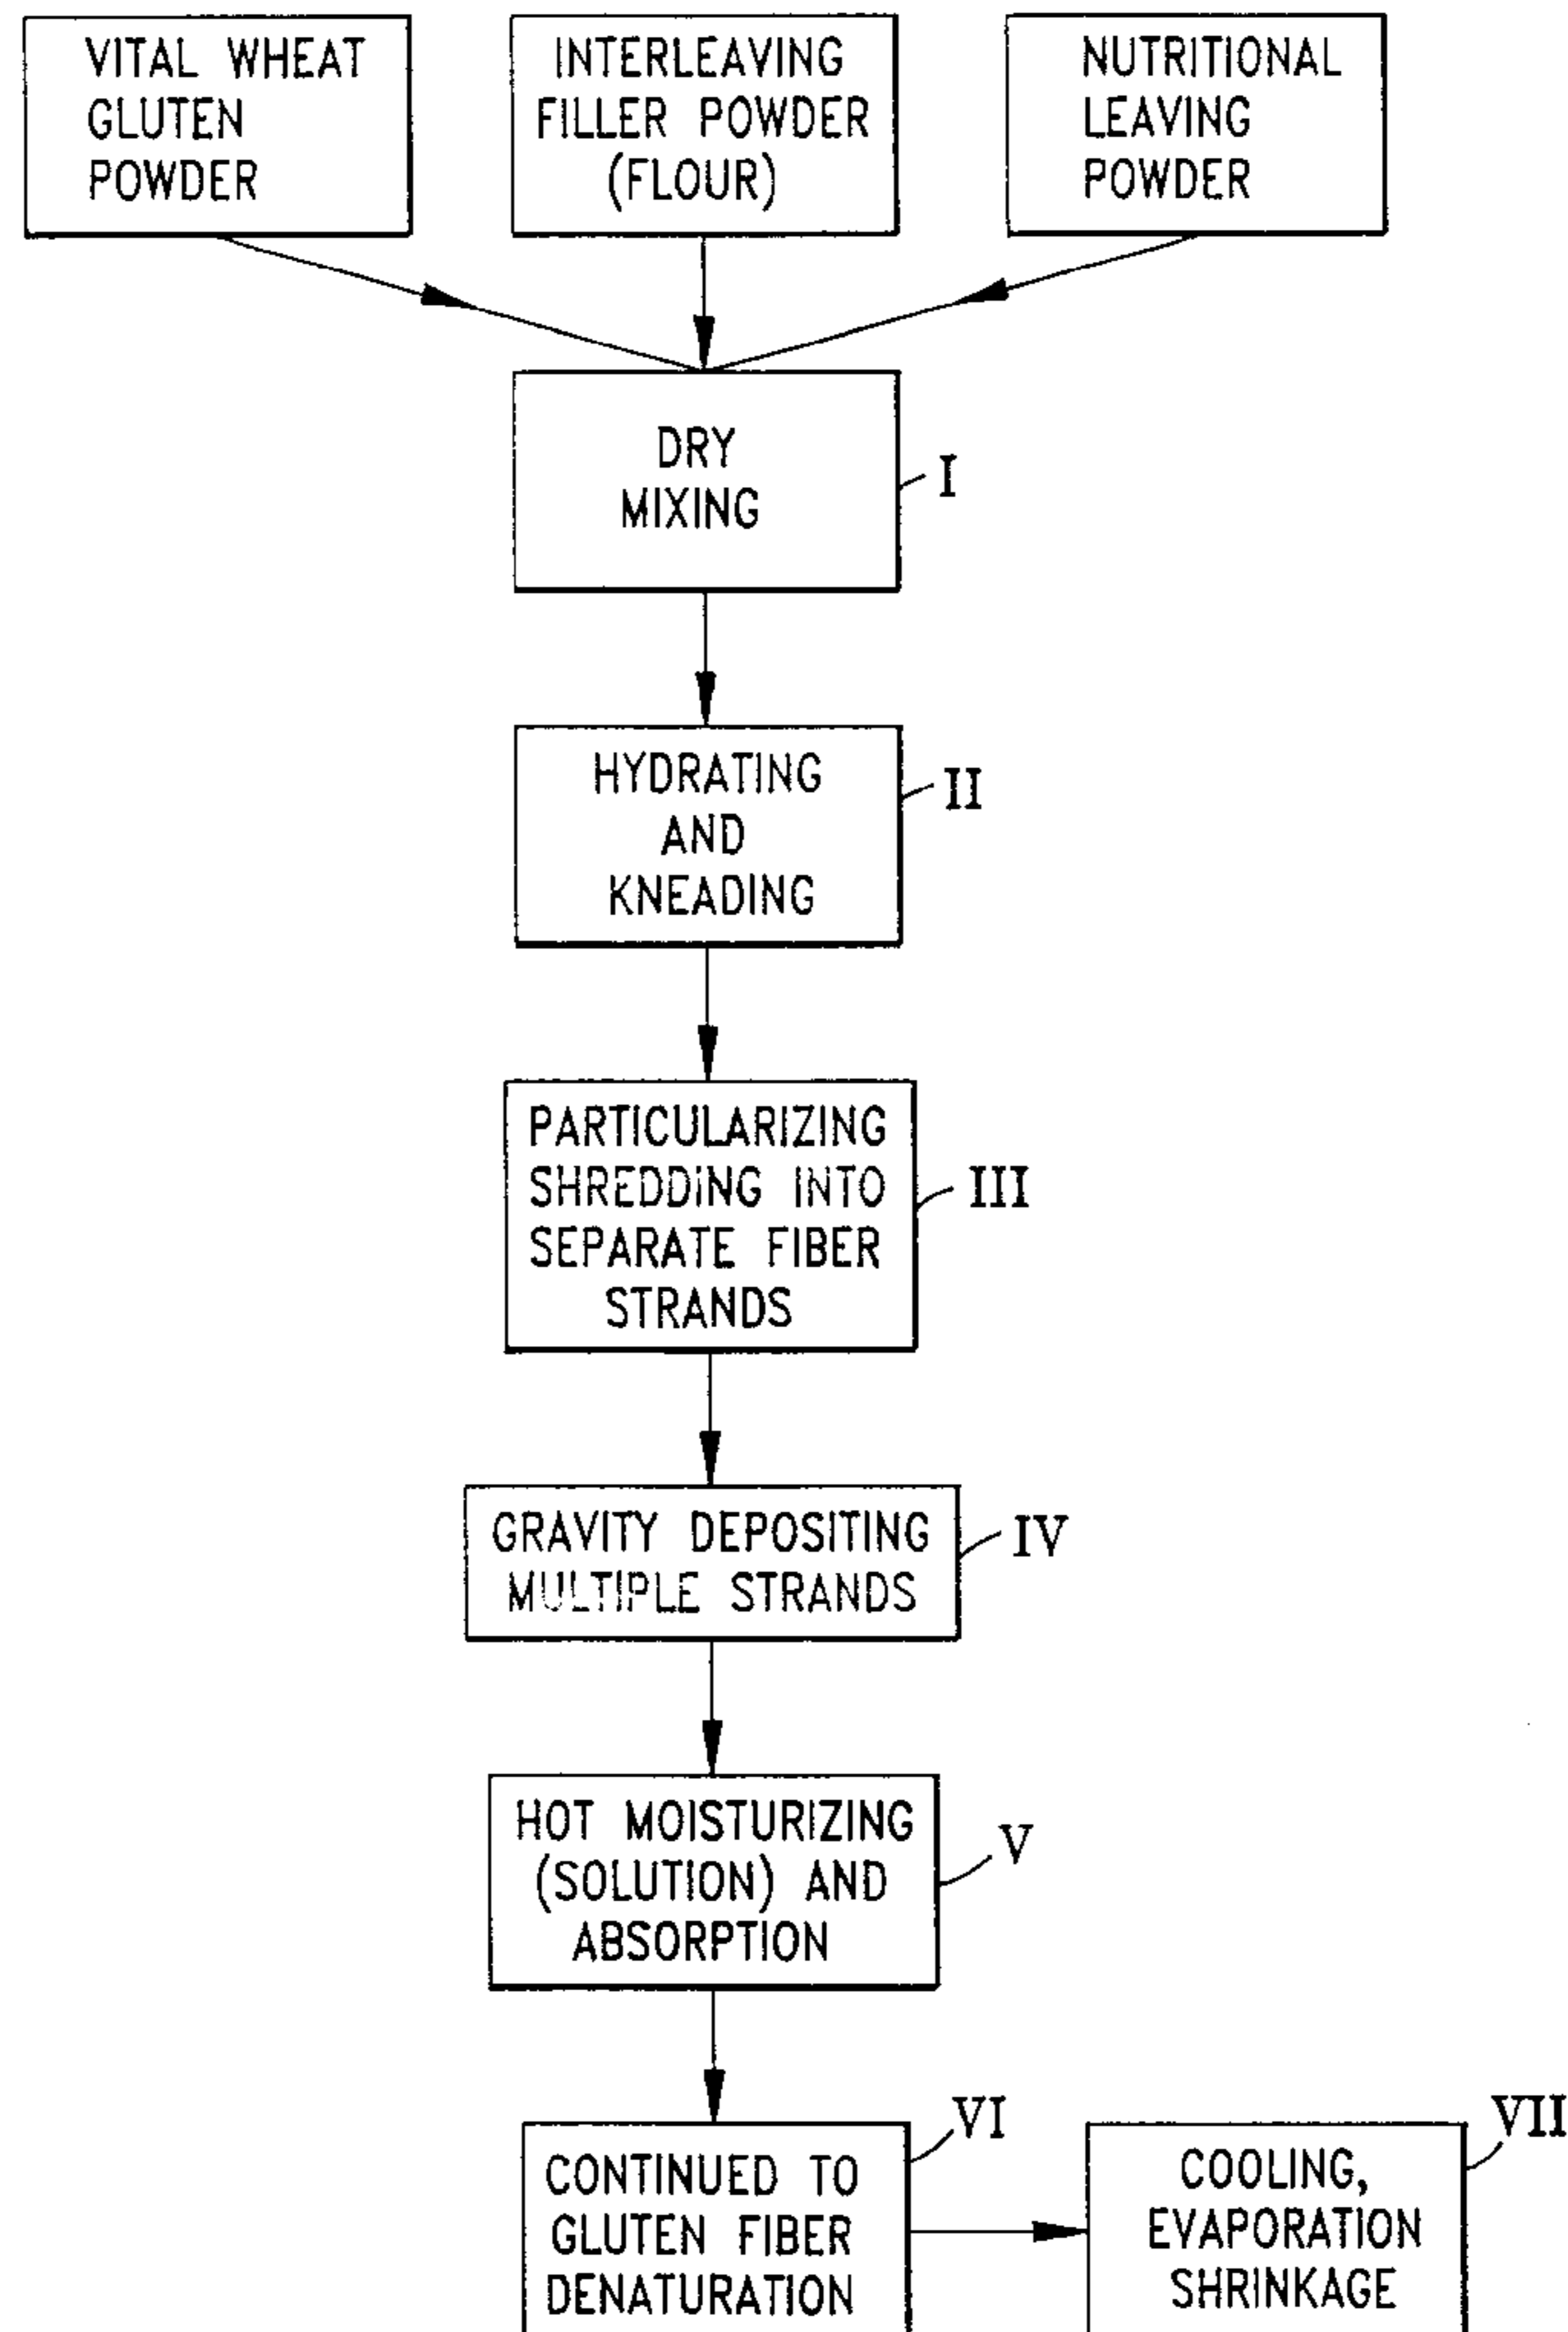 VITAL WHEAT
GLUTEN
POWDER
INTERLEAVING
FILLER POWDER
(FLOUR)
NUTRITIONAL
LEAVING
POWDER
DRY
MIXING
I
HYDRATING
AND
KNEADING
II
PARTICULARIZING
SHREDDING INTO
SEPARATE FIBER
STRANDS
III
GRAVITY DEPOSITING
MULTIPLE STRANDS
IV
HOT MOISTURIZING
(SOLUTION) AND
ABSORPTION
V
CONTINUED TO
GLUTEN FIBER
DENATURATION
VI
COOLING,
EVAPORATION
SHRINKAGE
VII